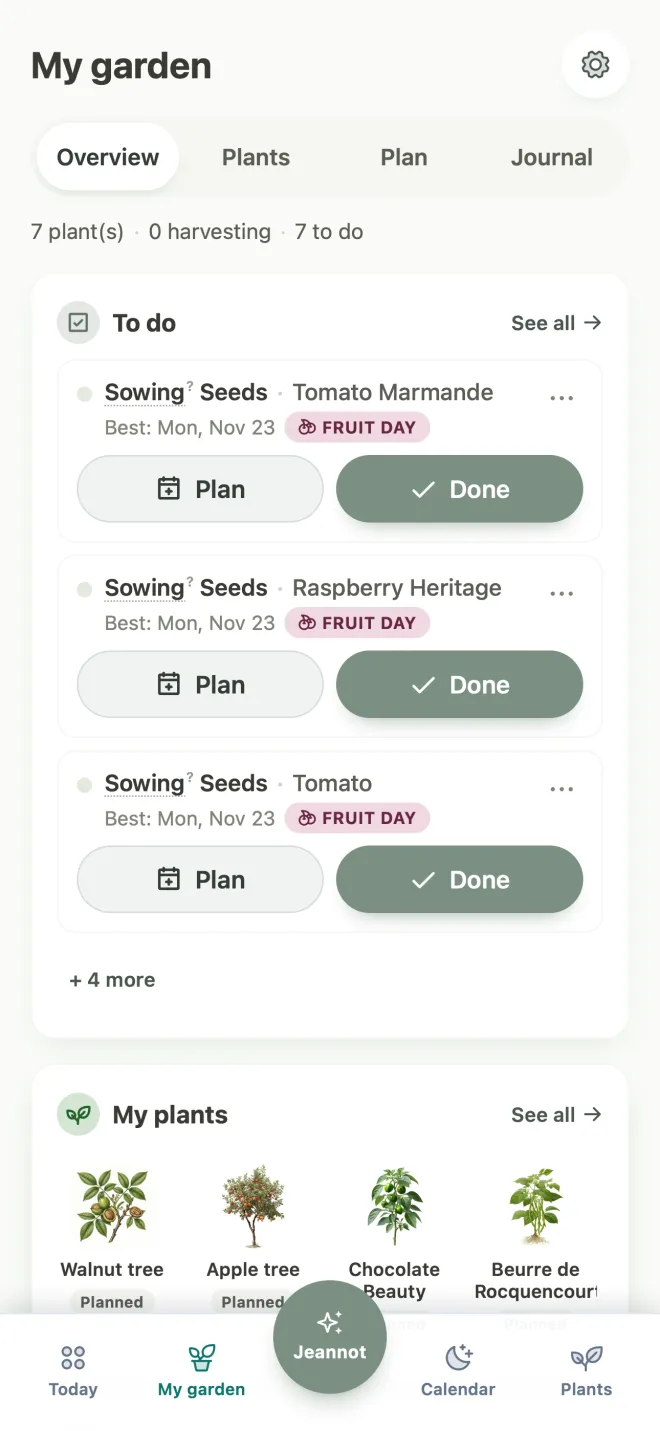 My garden
Overview Plants Plan Journal
7 plant(s) · 0 harvesting · 7 to do
To do See all →
Sowing? Seeds · Tomato Marmande ...
Best: Mon, Nov 23 FRUIT DAY
Plan Done
Sowing? Seeds · Raspberry Heritage ...
Best: Mon, Nov 23 FRUIT DAY
Plan Done
Sowing? Seeds · Tomato ...
Best: Mon, Nov 23 FRUIT DAY
Plan Done
+ 4 more
My plants See all →
Walnut tree Apple tree Chocolate Beurre de
Beauty Rocquencourt
Planned Planned
Planned
Jeannot
Today My garden Calendar Plants